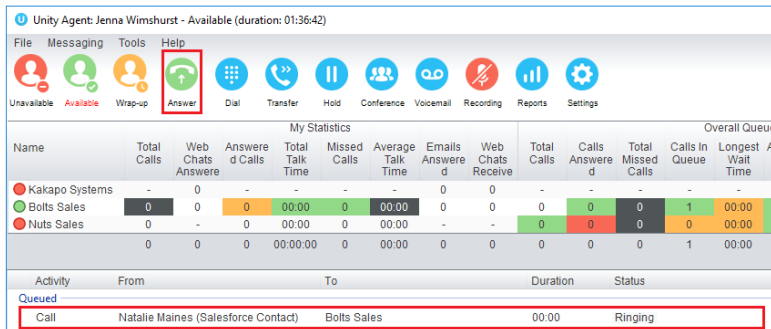 Unity Agent: Jenna Wimshurst - Available (duration: 01:36:42)
File Messaging Tools Help
Unavailable Available Wrap-up Answer Dial Transfer Hold Conference Voicemail Recording Reports Settings
My Statistics Overall Queu
Name Total Calls Web Chats Answere Answere d Calls Total Talk Time Missed Calls Average Talk Time Emails Answere d Web Chats Receive Total Calls Calls Answere d Total Missed Calls Calls In Queue Longest Wait Time A
Kakapo Systems - 0 - - - - 0 0 - - - - -
Bolts Sales 0 0 0 00:00 0 00:00 0 0 0 0 0 1 00:00
Nuts Sales 0 - 0 00:00 0 00:00 - - 0 0 0 0 00:00
0 0 0 00:00:00 0 00:00 0 0 0 0 0 1 00:00
Activity From To Duration Status
Queued
Call Natalie Maines (Salesforce Contact) Bolts Sales 00:00 Ringing